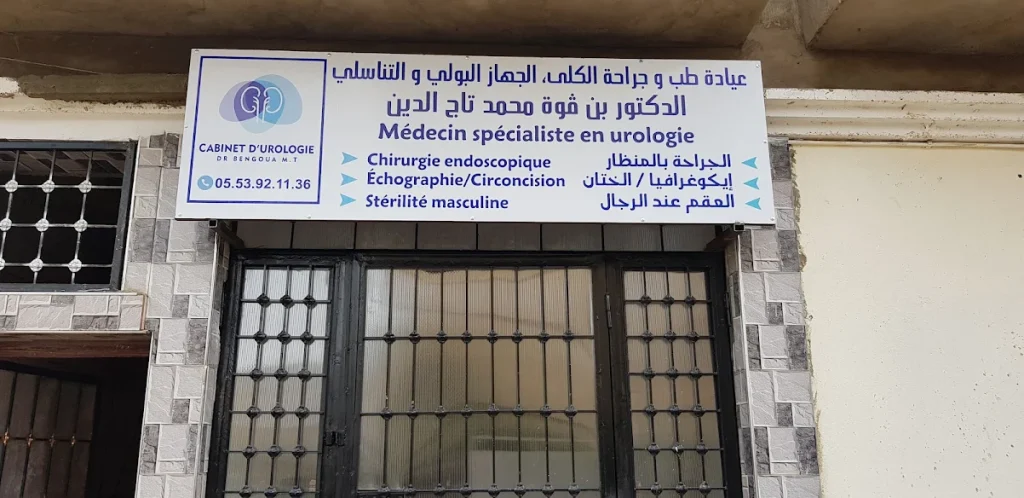 عيادة طب و جراحة الكلى، الجهاز البولي و التناسلي
الدكتور بن ڨوة محمد تاج الدين
Médecin spécialiste en urologie
CABINET D'UROLOGIE
DR BENGOUA M.T
05.53.92.11.36
Chirurgie endoscopique الجراحة بالمنظار
Échographie/Circoncision إيكوغرافيا / الختان
Stérilité masculine العقم عند الرجال